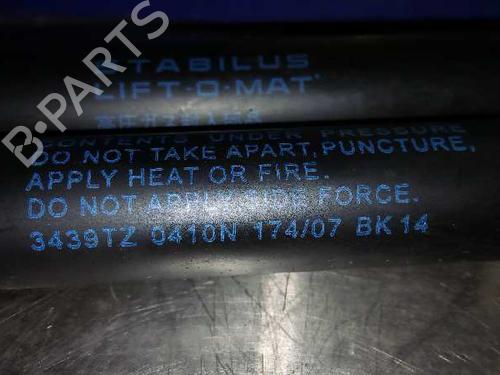 STABILUS
LIFT-O-MAT
CONTENTS UNDER PRESSURE
DO NOT TAKE APART, PUNCTURE,
APPLY HEAT OR FIRE.
DO NOT APPLY SIDE FORCE.
3439TZ 0410N 174/07 BK14
B-PARTS